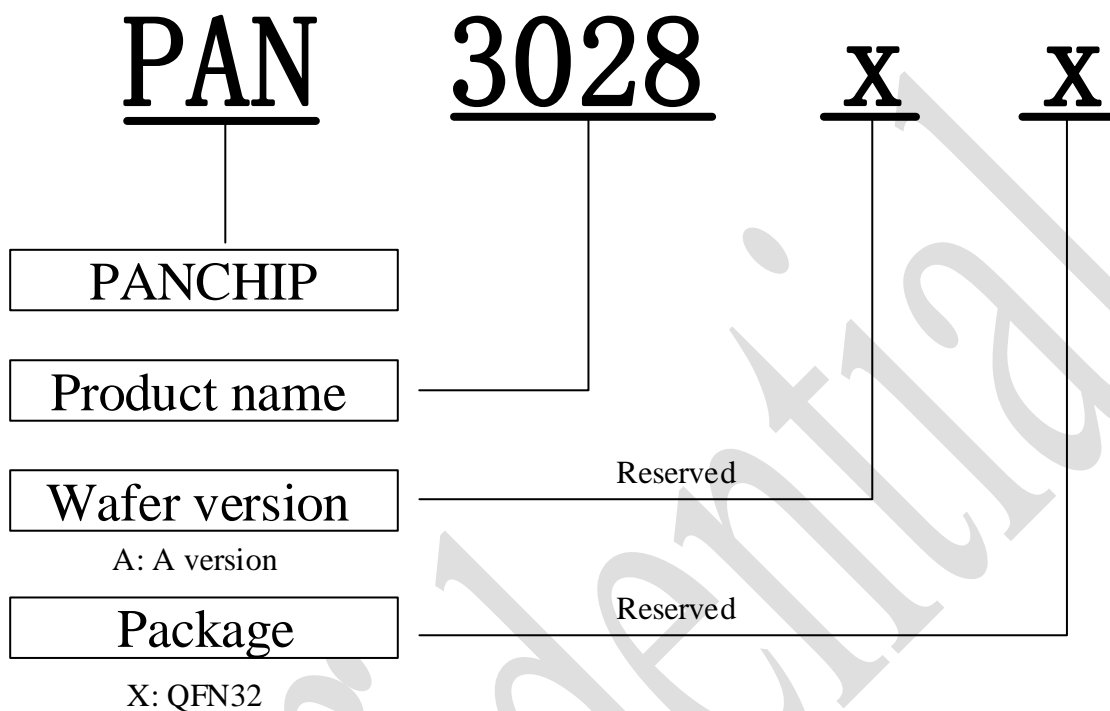 PAN 3028 x x
PANCHIP
Product name
Reserved
Wafer version
A: A version
Reserved
Package
X: QFN32